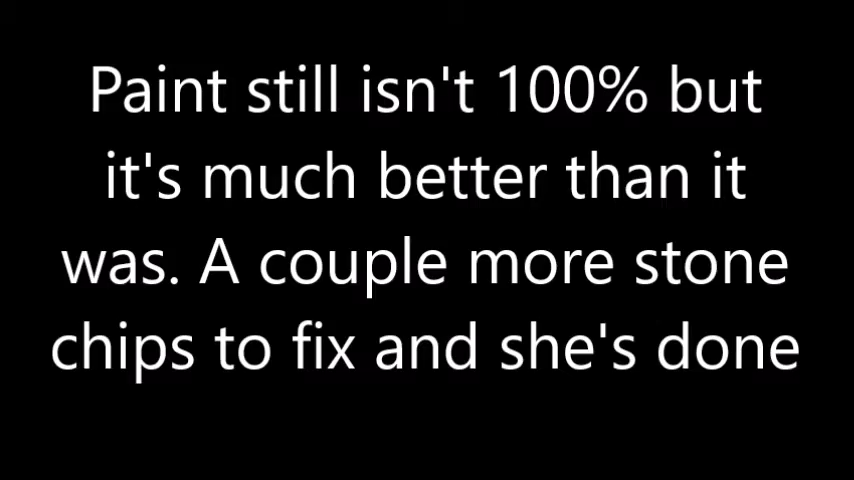 Paint still isn't 100% but
it's much better than it
was. A couple more stone
chips to fix and she's done